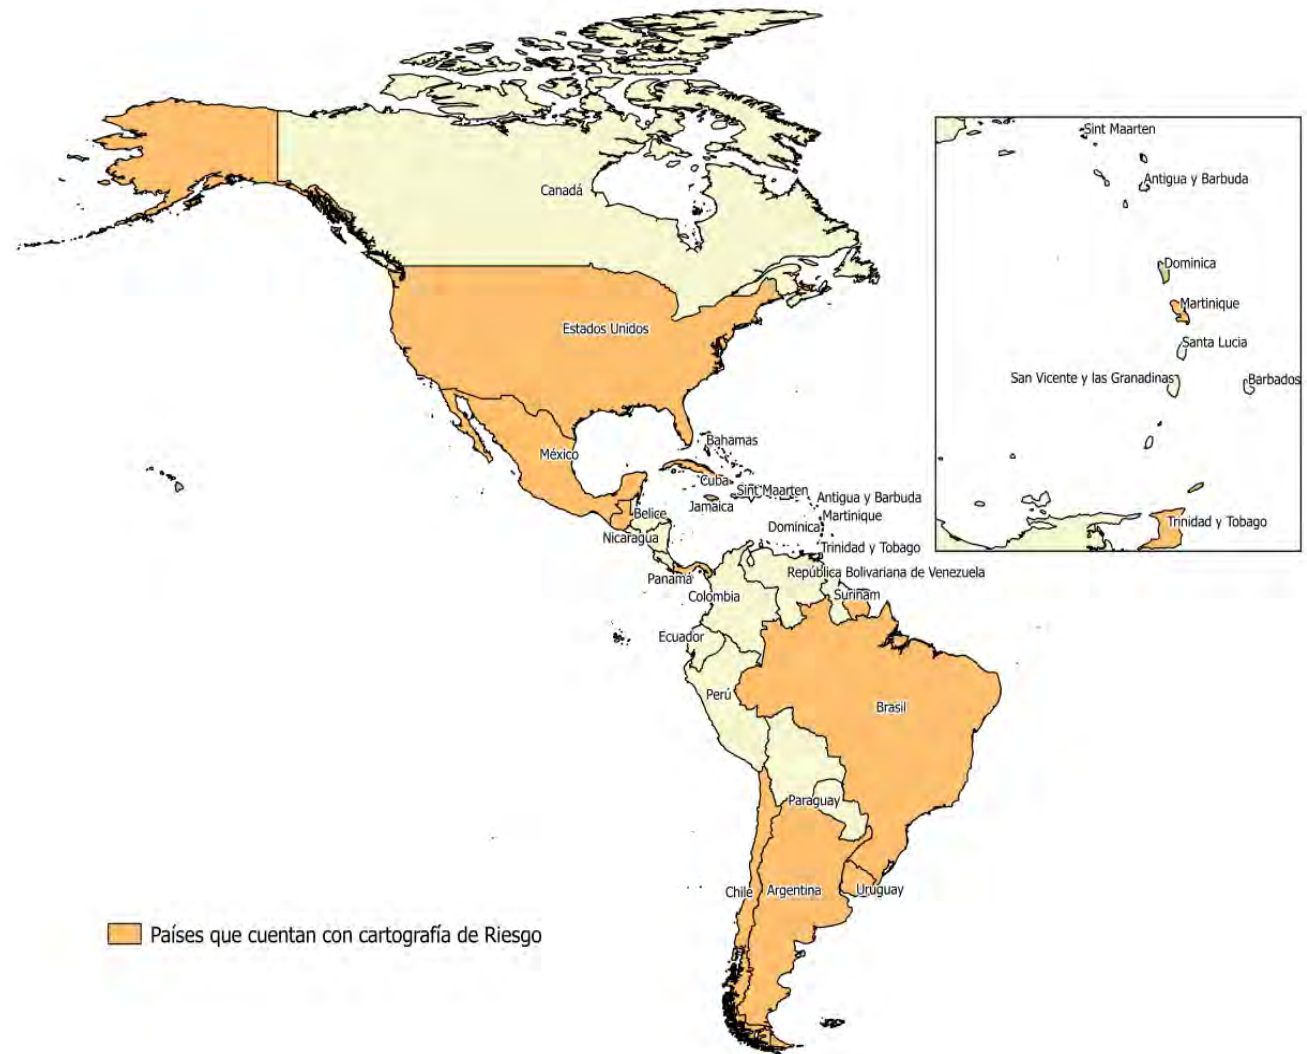 Canadá
Estados Unidos
México
Bahamas
Cuba
Sint Maarten
Jamaica
Antigua y Barbuda
Martinique
Belice
Dominica
Nicaragua
Trinidad y Tobago
Panamá
República Bolivariana de Venezuela
Colombia
Surinam
Ecuador
Perú
Brasil
Paraguay
Chile
Argentina
Uruguay
Países que cuentan con cartografía de Riesgo
Sint Maarten
Antigua y Barbuda
Dominica
Martinique
Santa Lucia
San Vicente y las Granadinas
Barbados
Trinidad y Tobago